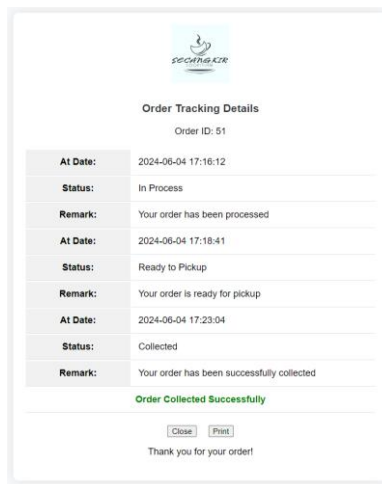 SECANGKIR
Order Tracking Details
Order ID: 51
At Date: 2024-06-04 17:16:12
Status: In Process
Remark: Your order has been processed
At Date: 2024-06-04 17:18:41
Status: Ready to Pickup
Remark: Your order is ready for pickup
At Date: 2024-06-04 17:23:04
Status: Collected
Remark: Your order has been successfully collected
Order Collected Successfully
Close Print
Thank you for your order!